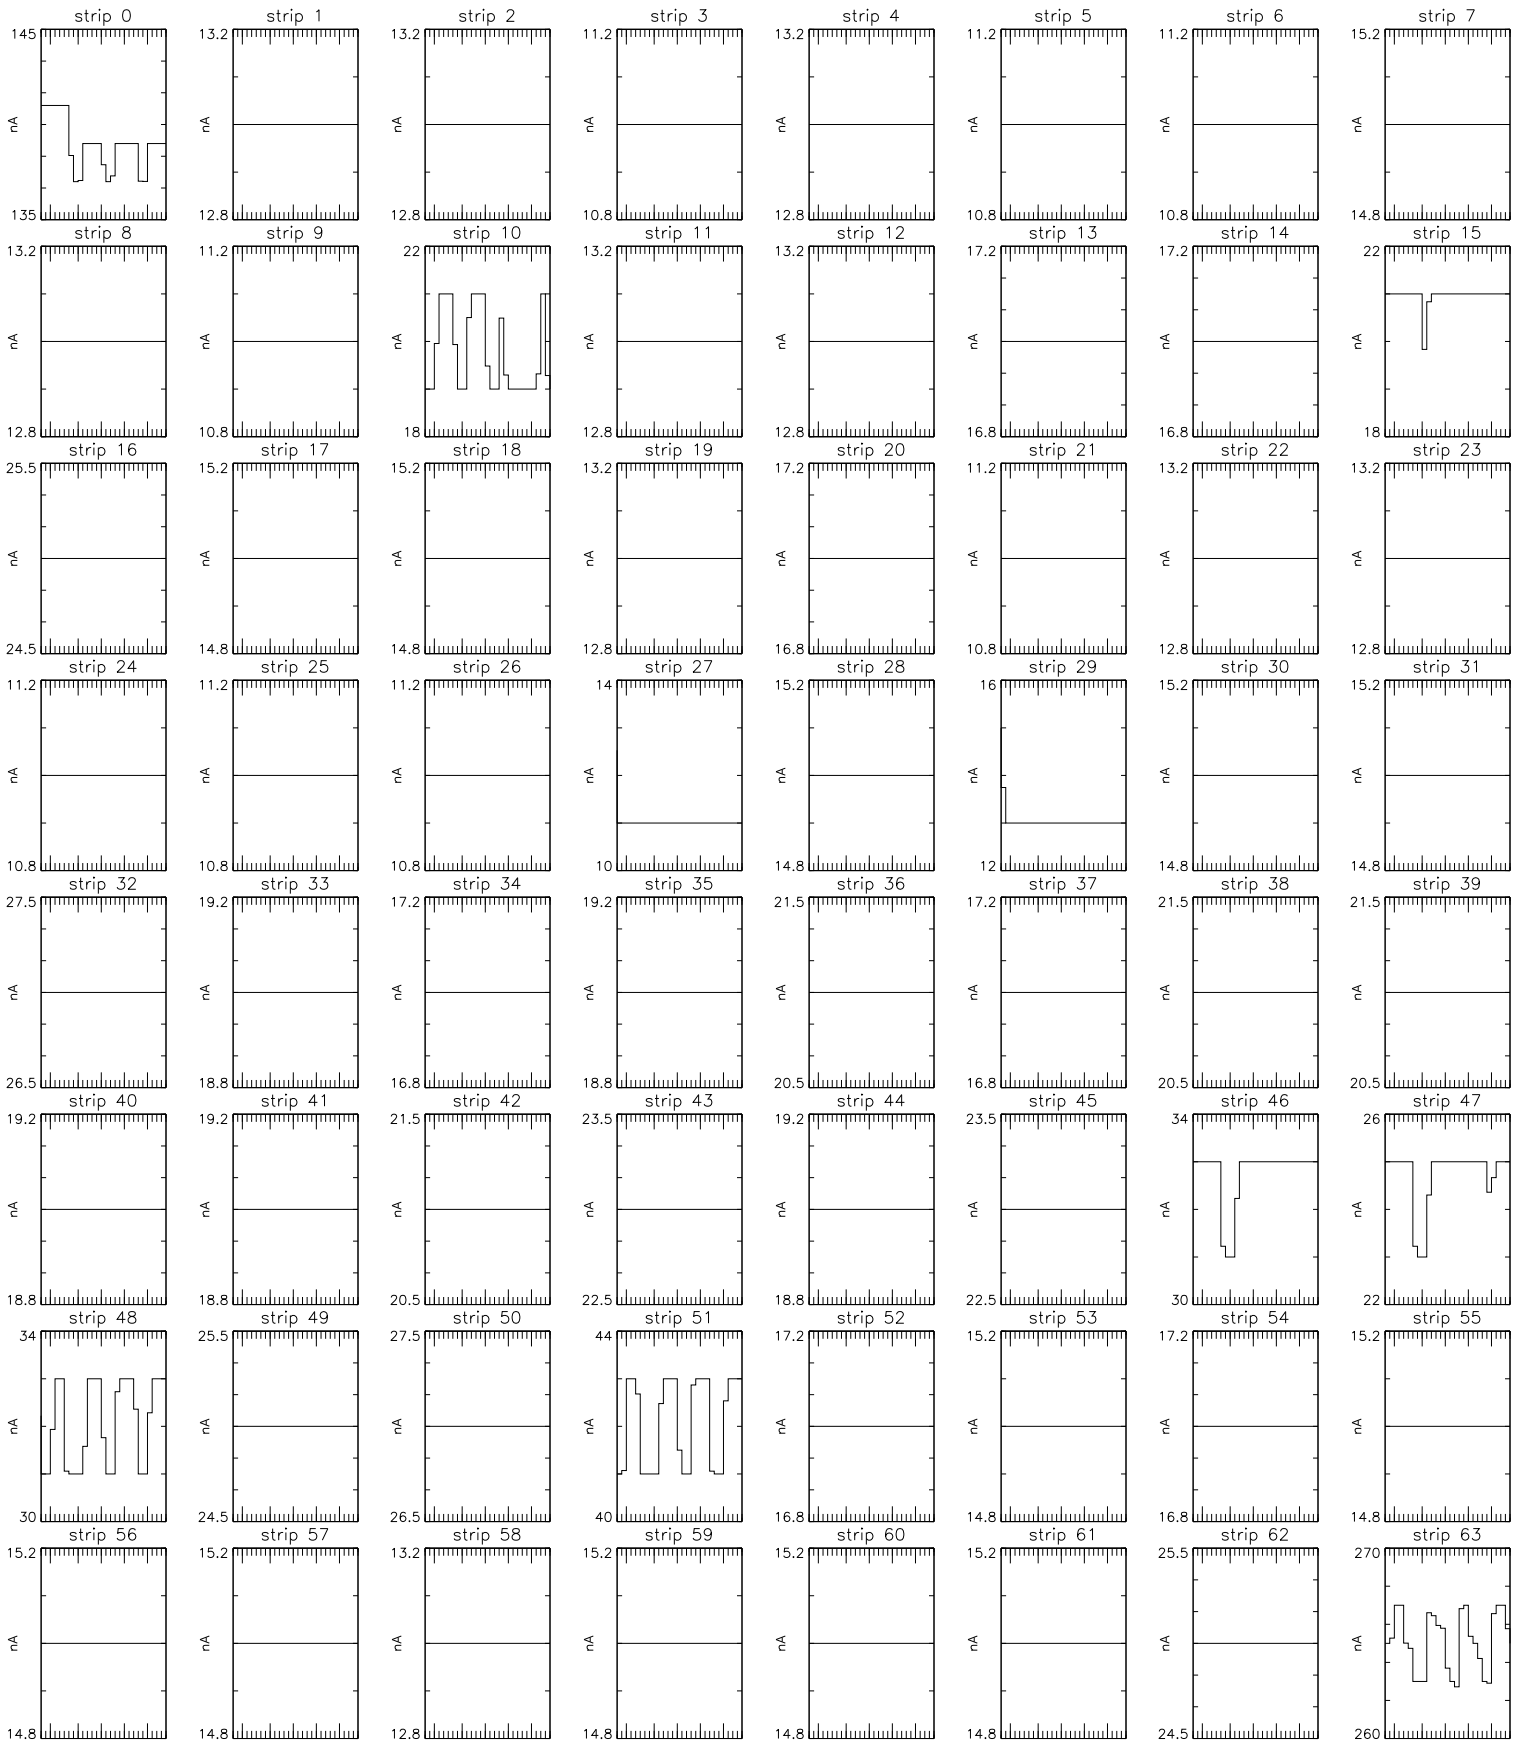 strip 0 strip 1 strip 2 strip 3 strip 4 strip 5 strip 6 strip 7
145 13.2 13.2 11.2 13.2 11.2 11.2 15.2
nA nA nA nA nA nA nA nA
135 12.8 12.8 10.8 12.8 10.8 10.8 14.8
strip 8 strip 9 strip 10 strip 11 strip 12 strip 13 strip 14 strip 15
13.2 11.2 22 13.2 13.2 17.2 17.2 22
nA nA nA nA nA nA nA nA
12.8 10.8 18 12.8 12.8 16.8 16.8 18
strip 16 strip 17 strip 18 strip 19 strip 20 strip 21 strip 22 strip 23
25.5 15.2 15.2 13.2 17.2 11.2 13.2 13.2
nA nA nA nA nA nA nA nA
24.5 14.8 14.8 12.8 16.8 10.8 12.8 12.8
strip 24 strip 25 strip 26 strip 27 strip 28 strip 29 strip 30 strip 31
11.2 11.2 11.2 14 15.2 16 15.2 15.2
nA nA nA nA nA nA nA nA
10.8 10.8 10.8 10 14.8 12 14.8 14.8
strip 32 strip 33 strip 34 strip 35 strip 36 strip 37 strip 38 strip 39
27.5 19.2 17.2 19.2 21.5 17.2 21.5 21.5
nA nA nA nA nA nA nA nA
26.5 18.8 16.8 18.8 20.5 16.8 20.5 20.5
strip 40 strip 41 strip 42 strip 43 strip 44 strip 45 strip 46 strip 47
19.2 19.2 21.5 23.5 19.2 23.5 34 26
nA nA nA nA nA nA nA nA
18.8 18.8 20.5 22.5 18.8 22.5 30 22
strip 48 strip 49 strip 50 strip 51 strip 52 strip 53 strip 54 strip 55
34 25.5 27.5 44 17.2 15.2 17.2 15.2
nA nA nA nA nA nA nA nA
30 24.5 26.5 40 16.8 14.8 16.8 14.8
strip 56 strip 57 strip 58 strip 59 strip 60 strip 61 strip 62 strip 63
15.2 15.2 13.2 15.2 15.2 15.2 25.5 270
nA nA nA nA nA nA nA nA
14.8 14.8 12.8 14.8 14.8 14.8 24.5 260